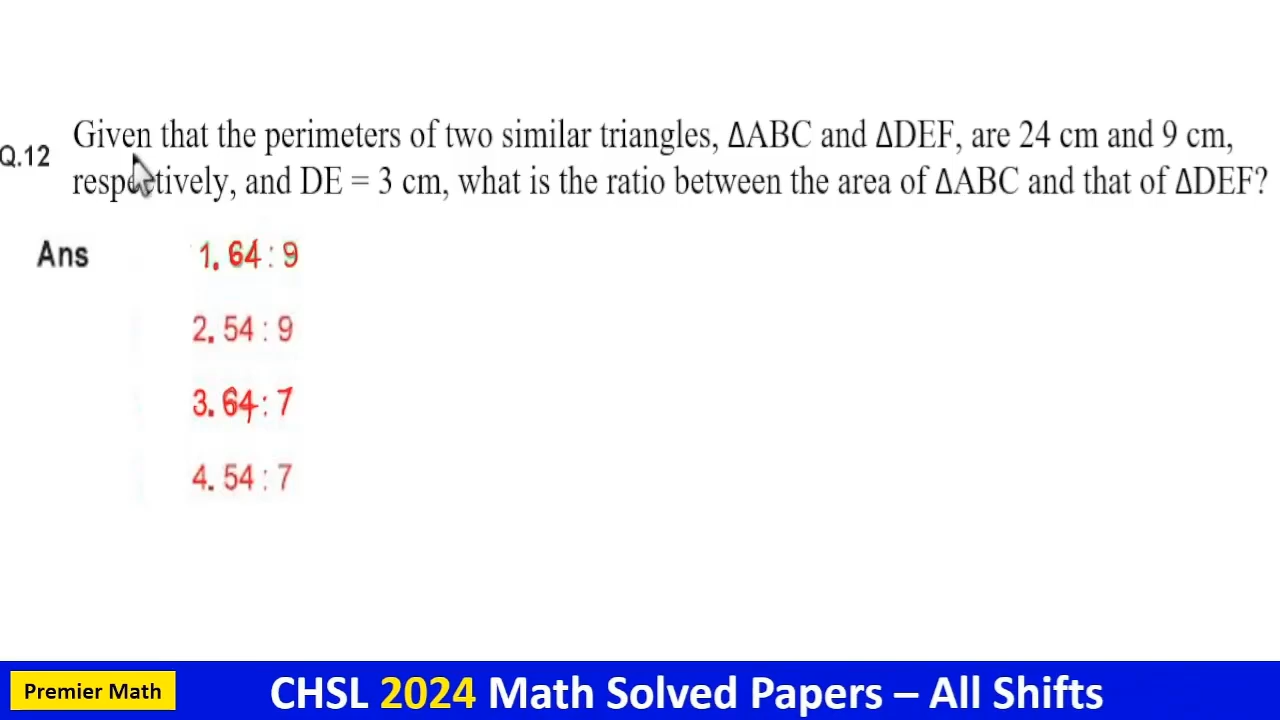 Q.12 Given that the perimeters of two similar triangles, ΔABC and ΔDEF, are 24 cm and 9 cm,
respectively, and DE = 3 cm, what is the ratio between the area of ΔABC and that of ΔDEF?
Ans 1. 64 : 9
2. 54 : 9
3. 64 : 7
4. 54 : 7
Premier Math CHSL 2024 Math Solved Papers – All Shifts